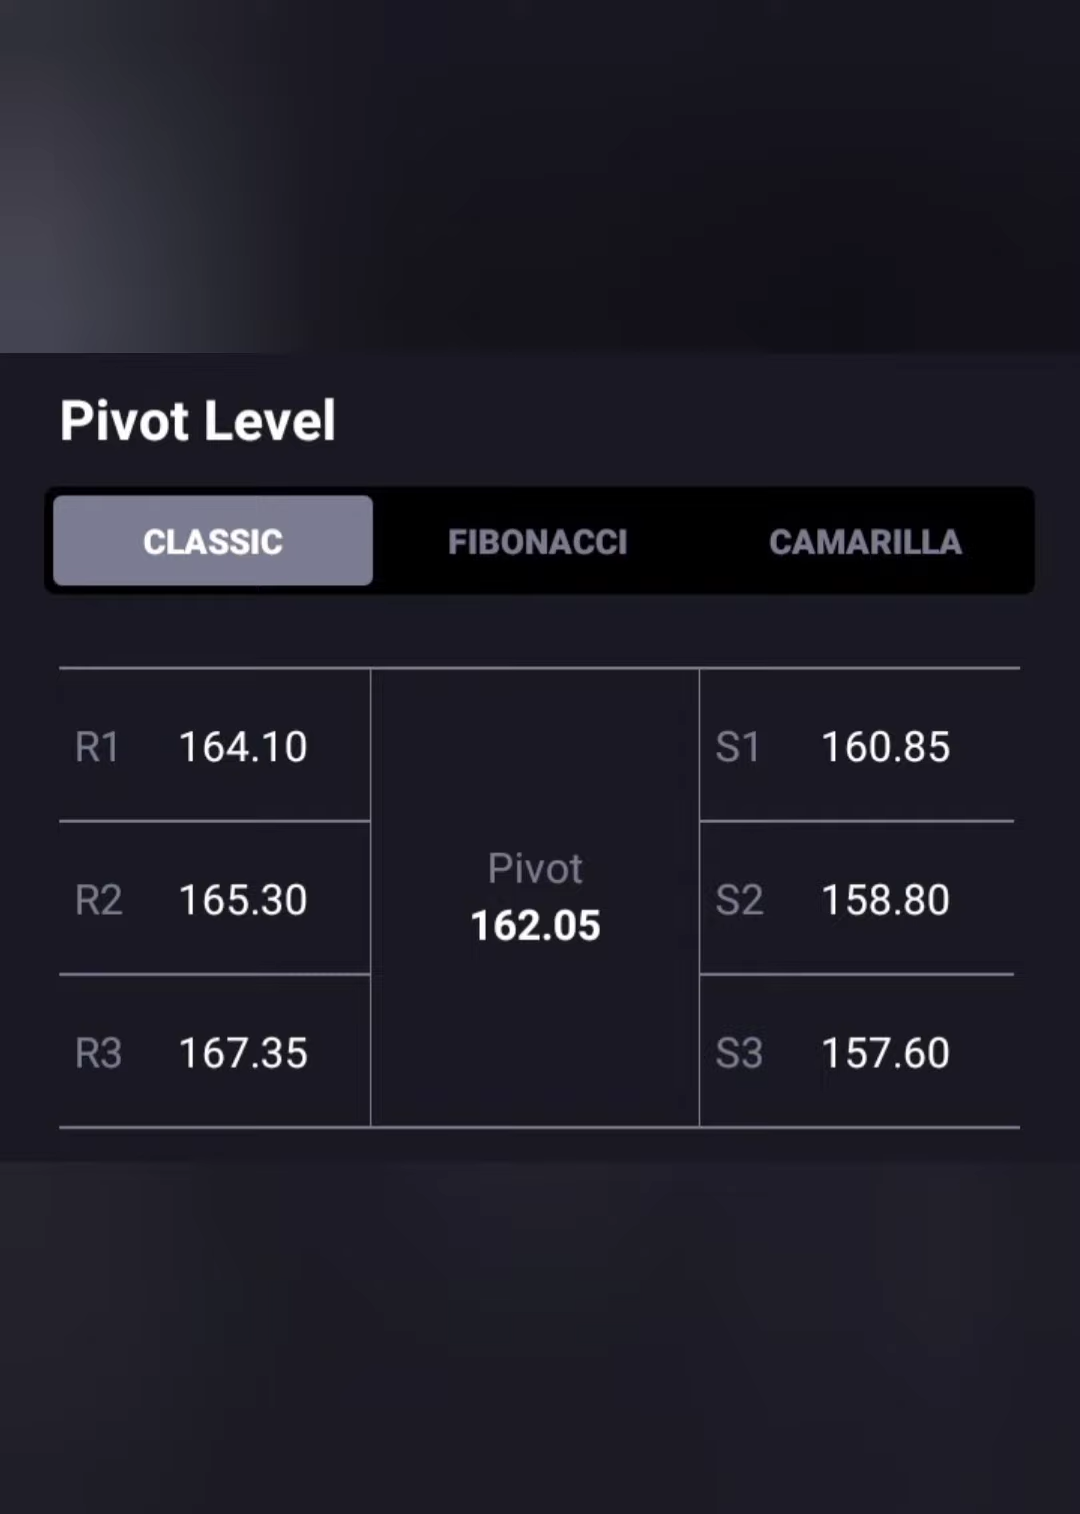 Pivot Level
CLASSIC FIBONACCI CAMARILLA
R1 164.10
R2 165.30
R3 167.35
Pivot
162.05
S1 160.85
S2 158.80
S3 157.60